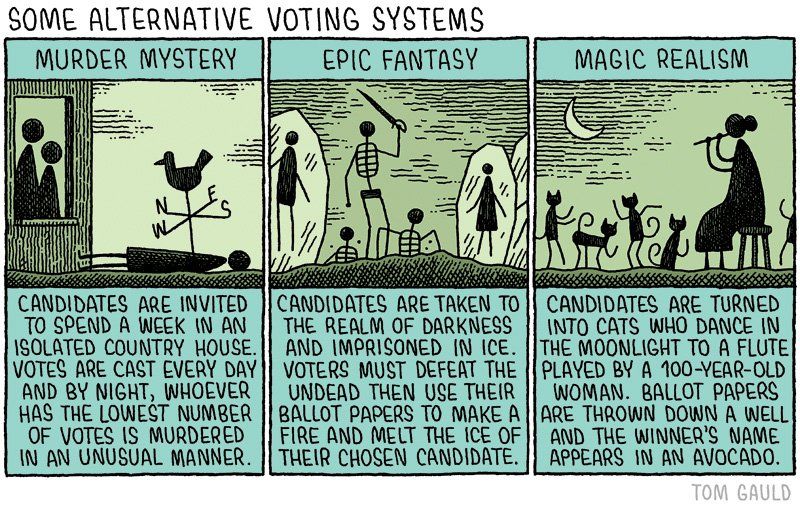 SOME ALTERNATIVE VOTING SYSTEMS
MURDER MYSTERY
N E
W S
CANDIDATES ARE INVITED
TO SPEND A WEEK IN AN
ISOLATED COUNTRY HOUSE.
VOTES ARE CAST EVERY DAY
AND BY NIGHT, WHOEVER
HAS THE LOWEST NUMBER
OF VOTES IS MURDERED
IN AN UNUSUAL MANNER.
EPIC FANTASY
CANDIDATES ARE TAKEN TO
THE REALM OF DARKNESS
AND IMPRISONED IN ICE.
VOTERS MUST DEFEAT THE
UNDEAD THEN USE THEIR
BALLOT PAPERS TO MAKE A
FIRE AND MELT THE ICE OF
THEIR CHOSEN CANDIDATE.
MAGIC REALISM
CANDIDATES ARE TURNED
INTO CATS WHO DANCE IN
THE MOONLIGHT TO A FLUTE
PLAYED BY A 100-YEAR-OLD
WOMAN. BALLOT PAPERS
ARE THROWN DOWN A WELL
AND THE WINNER'S NAME
APPEARS IN AN AVOCADO.
TOM GAULD